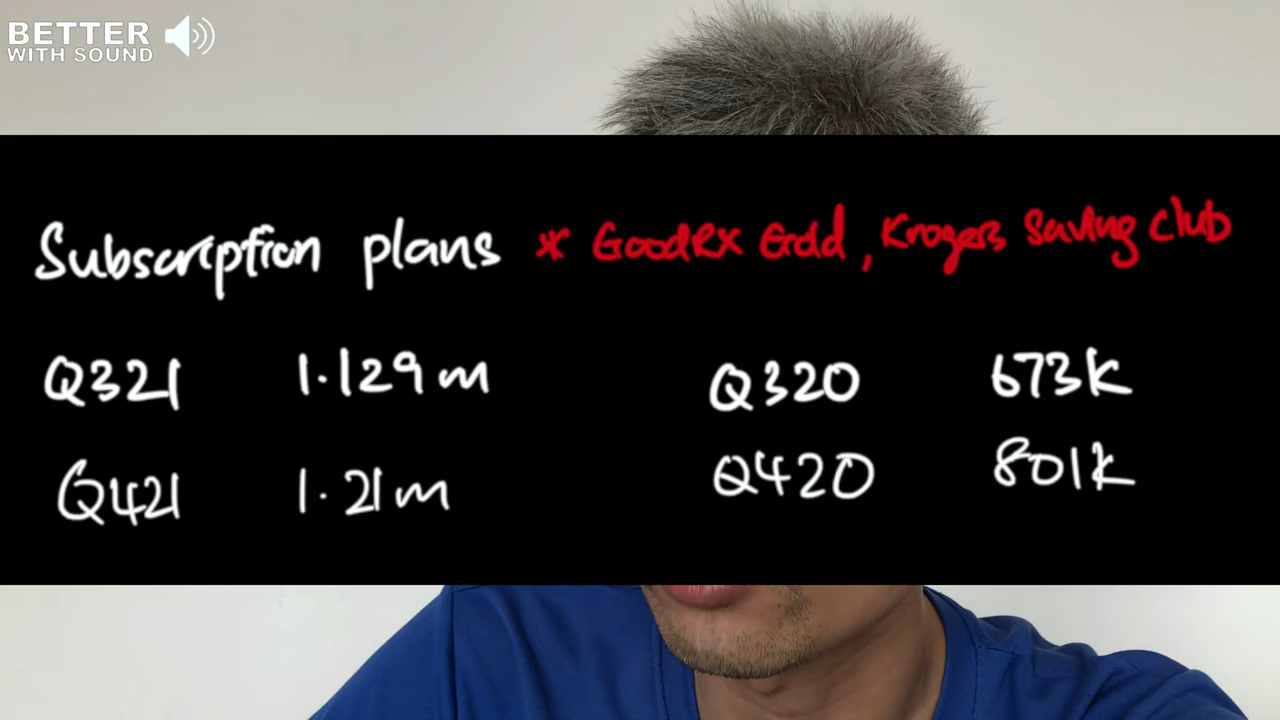 BETTER
WITH SOUND
Subscription plans * GoodRx Gold, Krogers Saving Club
Q321 1.129m Q320 673K
Q421 1.21m Q420 801K